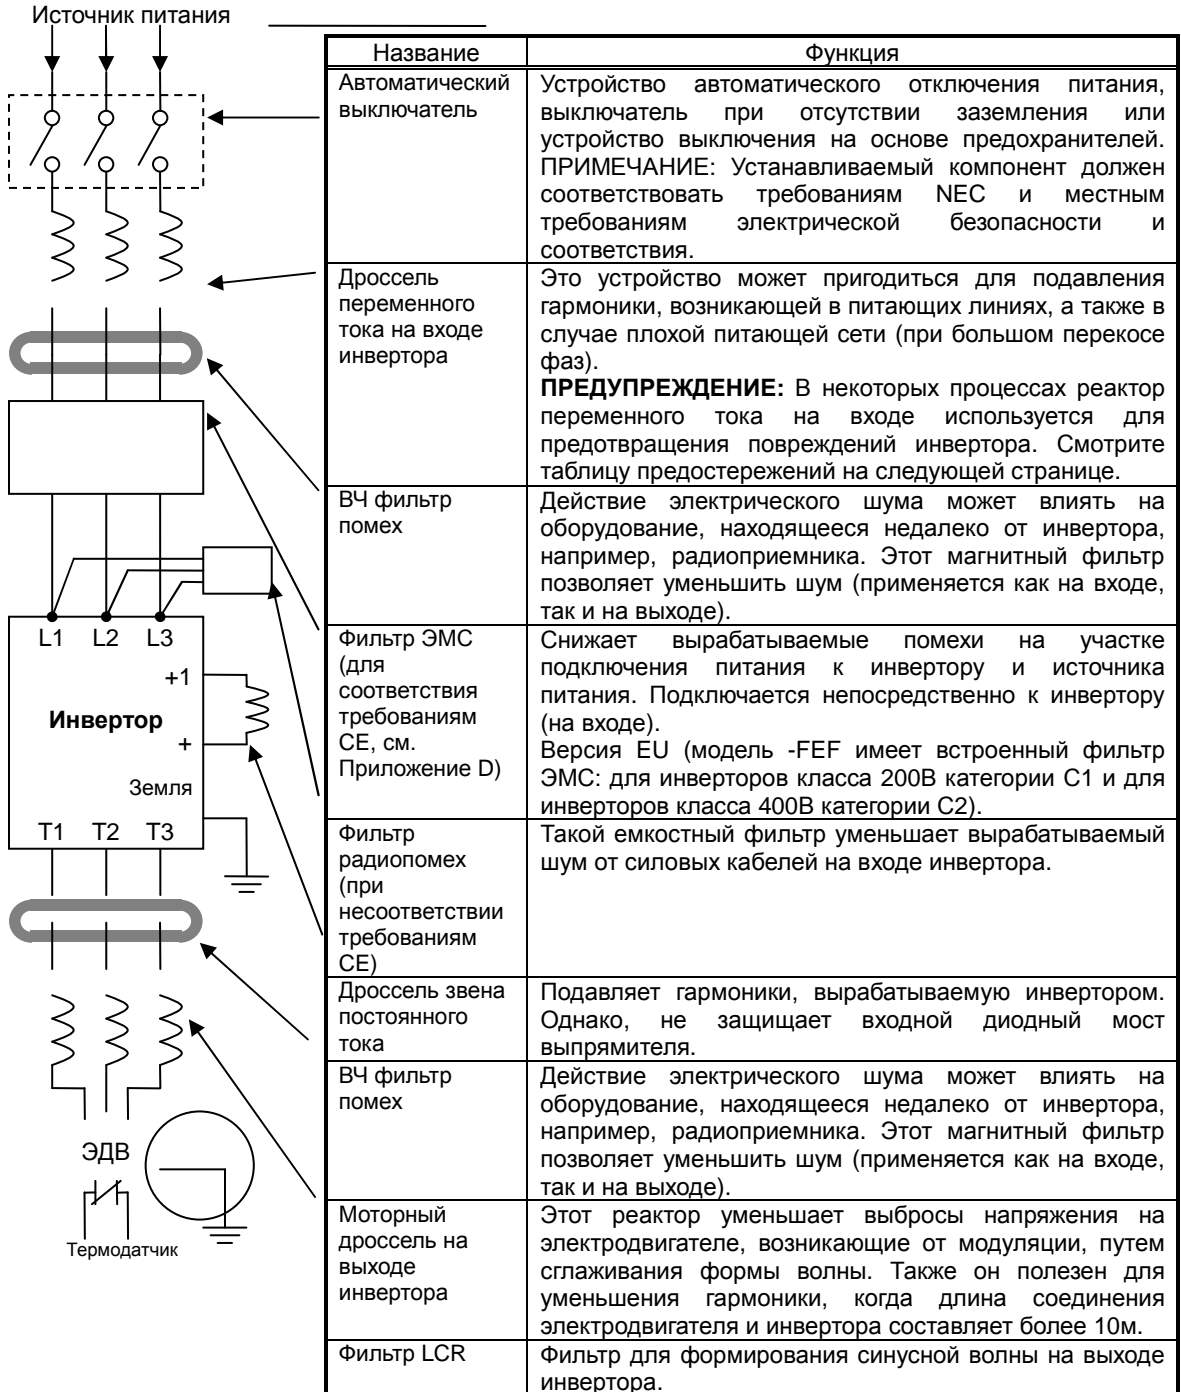 Источник питания
Название Функция
Автоматический
выключатель
Устройство автоматического отключения питания,
выключатель при отсутствии заземления или
устройство выключения на основе предохранителей.
ПРИМЕЧАНИЕ: Устанавливаемый компонент должен
соответствовать требованиям NEC и местным
требованиям электрической безопасности и
соответствия.
Дроссель
переменного
тока на входе
инвертора
Это устройство может пригодиться для подавления
гармоники, возникающей в питающих линиях, а также в
случае плохой питающей сети (при большом перекосе
фаз).
ПРЕДУПРЕЖДЕНИЕ: В некоторых процессах реактор
переменного тока на входе используется для
предотвращения повреждений инвертора. Смотрите
таблицу предостережений на следующей странице.
ВЧ фильтр
помех
Действие электрического шума может влиять на
оборудование, находящееся недалеко от инвертора,
например, радиоприемника. Этот магнитный фильтр
позволяет уменьшить шум (применяется как на входе,
так и на выходе).
Фильтр ЭМС
(для
соответствия
требованиям
CE, см.
Приложение D)
Снижает вырабатываемые помехи на участке
подключения питания к инвертору и источника
питания. Подключается непосредственно к инвертору
(на входе).
Версия EU (модель -FEF имеет встроенный фильтр
ЭМС: для инверторов класса 200В категории С1 и для
инверторов класса 400В категории С2).
Фильтр
радиопомех
(при
несоответствии
требованиям
CE)
Такой емкостный фильтр уменьшает вырабатываемый
шум от силовых кабелей на входе инвертора.
Дроссель звена
постоянного
тока
Подавляет гармоники, вырабатываемую инвертором.
Однако, не защищает входной диодный мост
выпрямителя.
ВЧ фильтр
помех
Действие электрического шума может влиять на
оборудование, находящееся недалеко от инвертора,
например, радиоприемника. Этот магнитный фильтр
позволяет уменьшить шум (применяется как на входе,
так и на выходе).
Моторный
дроссель на
выходе
инвертора
Этот реактор уменьшает выбросы напряжения на
электродвигателе, возникающие от модуляции, путем
сглаживания формы волны. Также он полезен для
уменьшения гармоники, когда длина соединения
электродвигателя и инвертора составляет более 10м.
Фильтр LCR
Фильтр для формирования синусной волны на выходе
инвертора.
L1 L2 L3
+1
Инвертор
+
Земля
T1 T2 T3
ЭДВ
Термодатчик